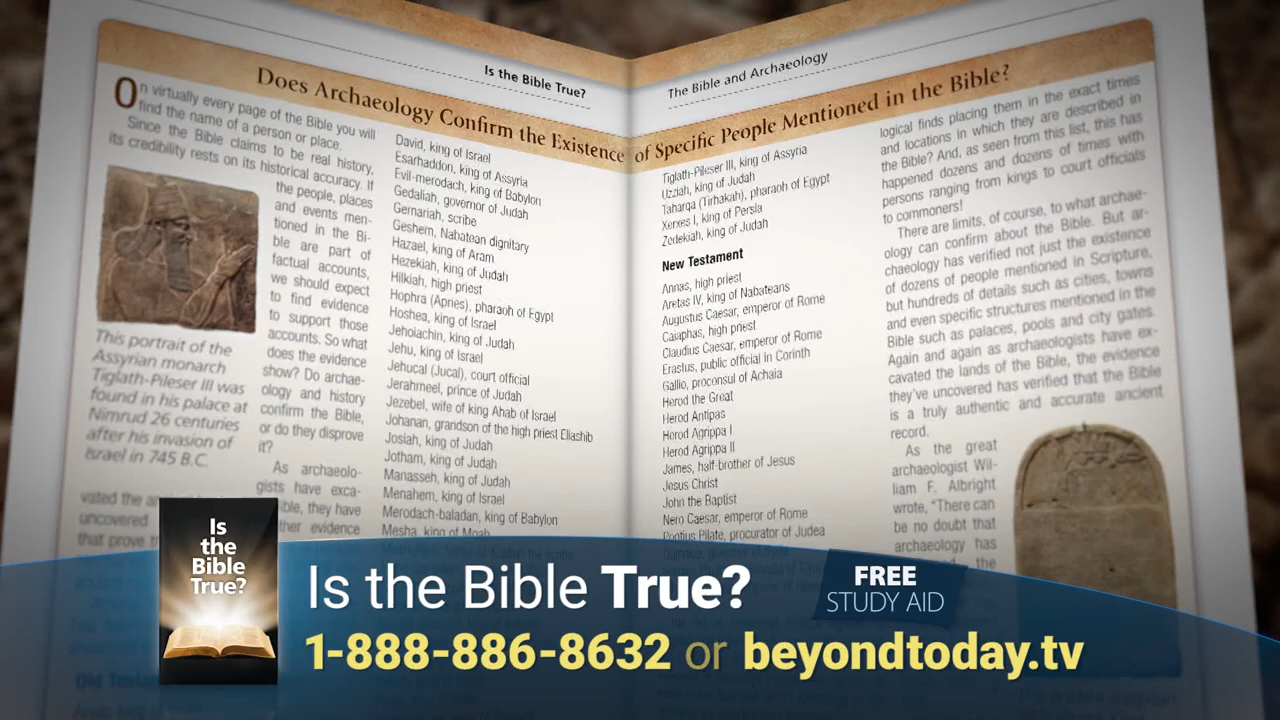 Is the Bible True?
Does Archaeology Confirm the Existence
On virtually every page of the Bible you will
find the name of a person or place.
Since the Bible claims to be real history,
its credibility rests on its historical accuracy. If
the people, places
and events men-
tioned in the Bi-
ble are part of
factual accounts,
we should expect
to find evidence
to support those
accounts. So what
does the evidence
show? Do archae-
ology and history
confirm the Bible,
or do they disprove
it?
As archaeolo-
gists have exca-
This portrait of the
Assyrian monarch
Tiglath-Pileser III was
found in his palace at
Nimrud 26 centuries
after his invasion of
Israel in 745 B.C.
vated the
uncovered
that prove
David, king of Israel
Esarhaddon, king of Assyria
Evil-merodach, king of Babylon
Gedaliah, governor of Judah
Gemariah, scribe
Geshem, Nabatean dignitary
Hazael, king of Aram
Hezekiah, king of Judah
Hilkiah, high priest
Hophra (Apries), pharaoh of Egypt
Hoshea, king of Israel
Jehoiachin, king of Judah
Jehu, king of Israel
Jehucal (Jucal), court official
Jerahmeel, prince of Judah
Jezebel, wife of king Ahab of Israel
Johanan, grandson of the high priest Eliashib
Josiah, king of Judah
Jotham, king of Judah
Manasseh, king of Judah
Menahem, king of Israel
Merodach-baladan, king of Babylon
Mesha, king of Moab
The Bible and Archaeology
of Specific People Mentioned in the Bible?
Tiglath-Pileser III, king of Assyria
Uzziah, king of Judah
Taharqa (Tirhakah), pharaoh of Egypt
Xerxes I, king of Persia
Zedekiah, king of Judah
New Testament
Annas, high priest
Aretas IV, king of Nabateans
Augustus Caesar, emperor of Rome
Caiaphas, high priest
Claudius Caesar, emperor of Rome
Erastus, public official in Corinth
Gallio, proconsul of Achaia
Herod the Great
Herod Antipas
Herod Agrippa I
Herod Agrippa II
James, half-brother of Jesus
Jesus Christ
John the Baptist
Nero Caesar, emperor of Rome
Pontius Pilate, procurator of Judea
logical finds placing them in the exact times
and locations in which they are described in
the Bible? And, as seen from this list, this has
happened dozens and dozens of times with
persons ranging from kings to court officials
to commoners!
There are limits, of course, to what archae-
ology can confirm about the Bible. But ar-
chaeology has verified not just the existence
of dozens of people mentioned in Scripture,
but hundreds of details such as cities, towns
and even specific structures mentioned in the
Bible such as palaces, pools and city gates.
Again and again as archaeologists have ex-
cavated the lands of the Bible, the evidence
they've uncovered has verified that the Bible
is a truly authentic and accurate ancient
record.
As the great
archaeologist Wil-
liam F. Albright
wrote, "There can
be no doubt that
archaeology has
the
Is
the
Bible
True?
Is the Bible True?
FREE
STUDY AID
1-888-886-8632 or beyondtoday.tv